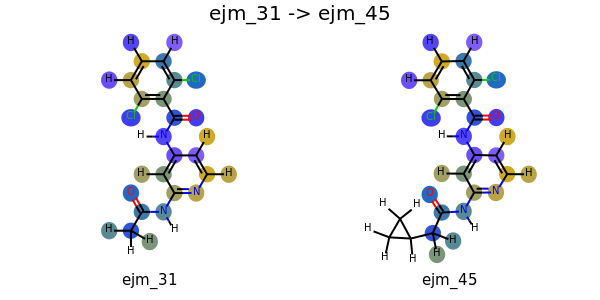 ejm_31 -> ejm_45
H H H H
H Cl H Cl
Cl O Cl O
H N H H N H
H H H H
O N O N
H N H N
H H H H H
H H H H H
H H H
ejm_31 ejm_45